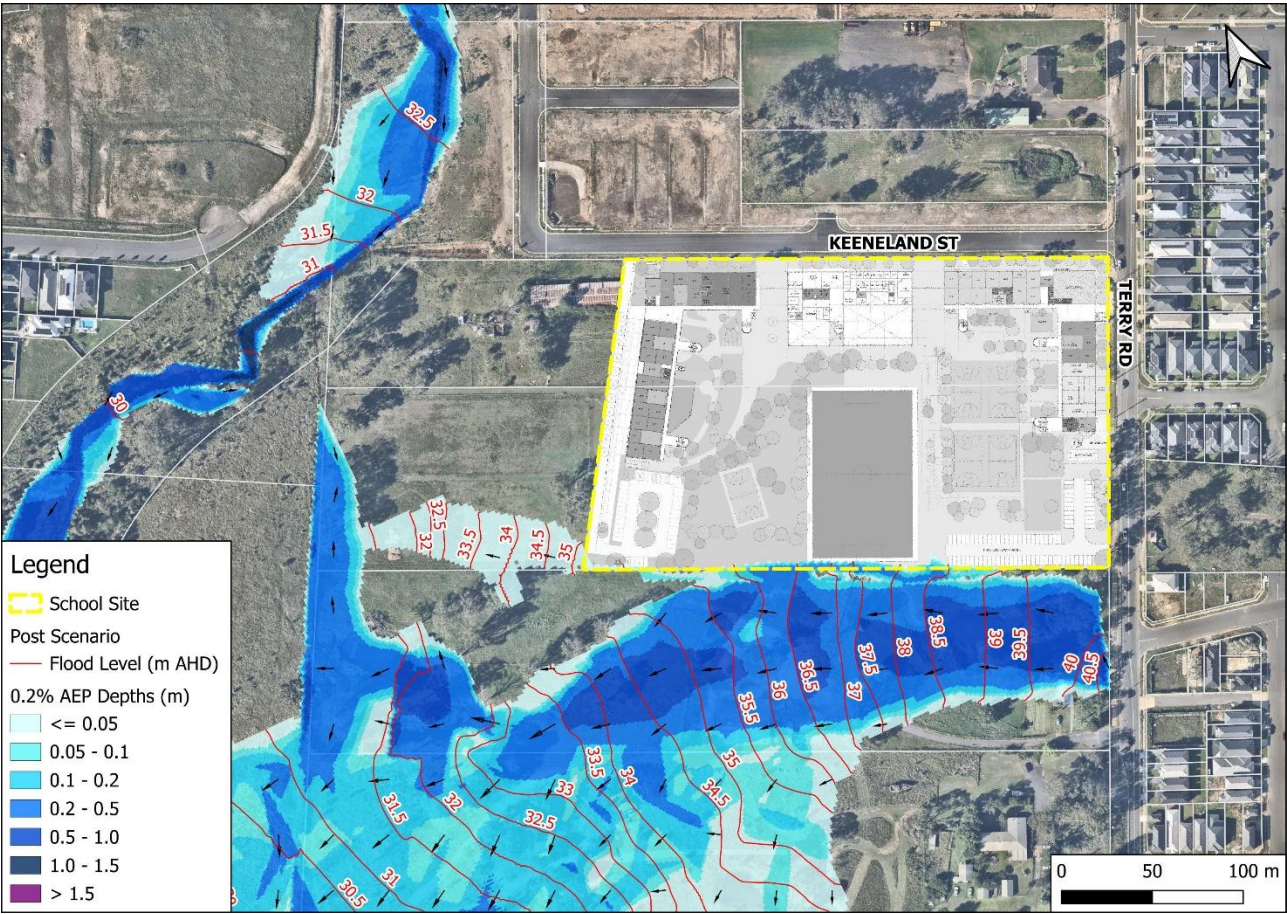 32.5
32
31.5
31
30
KEENELAND ST
TERRY RD
32.5
32
33.5
34
34.5
35
40.5
40
39.5
39
38.5
38
37.5
37
36.5
36
35.5
35
34.5
34
33.5
33
32.5
32
31.5
31
30.5
Legend
School Site
Post Scenario
Flood Level (m AHD)
0.2% AEP Depths (m)
<= 0.05
0.05 - 0.1
0.1 - 0.2
0.2 - 0.5
0.5 - 1.0
1.0 - 1.5
> 1.5
0 50 100 m